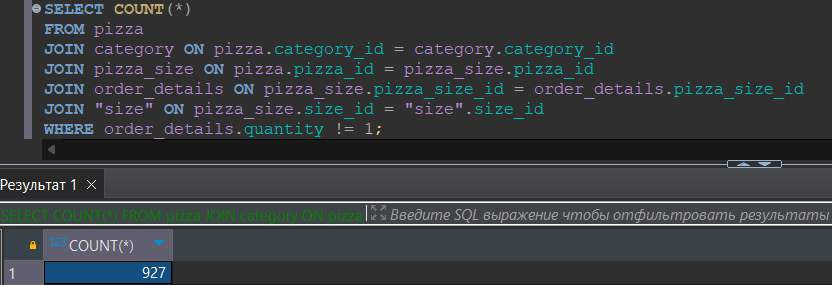 SELECT COUNT(*)
FROM pizza
JOIN category ON pizza.category_id = category.category_id
JOIN pizza_size ON pizza.pizza_id = pizza_size.pizza_id
JOIN order_details ON pizza_size.pizza_size_id = order_details.pizza_size_id
JOIN "size" ON pizza_size.size_id = "size".size_id
WHERE order_details.quantity != 1;
Результат 1
SELECT COUNT(*) FROM pizza JOIN category ON pizza Введите SQL выражение чтобы отфильтровать результаты
123 COUNT(*)
1 927